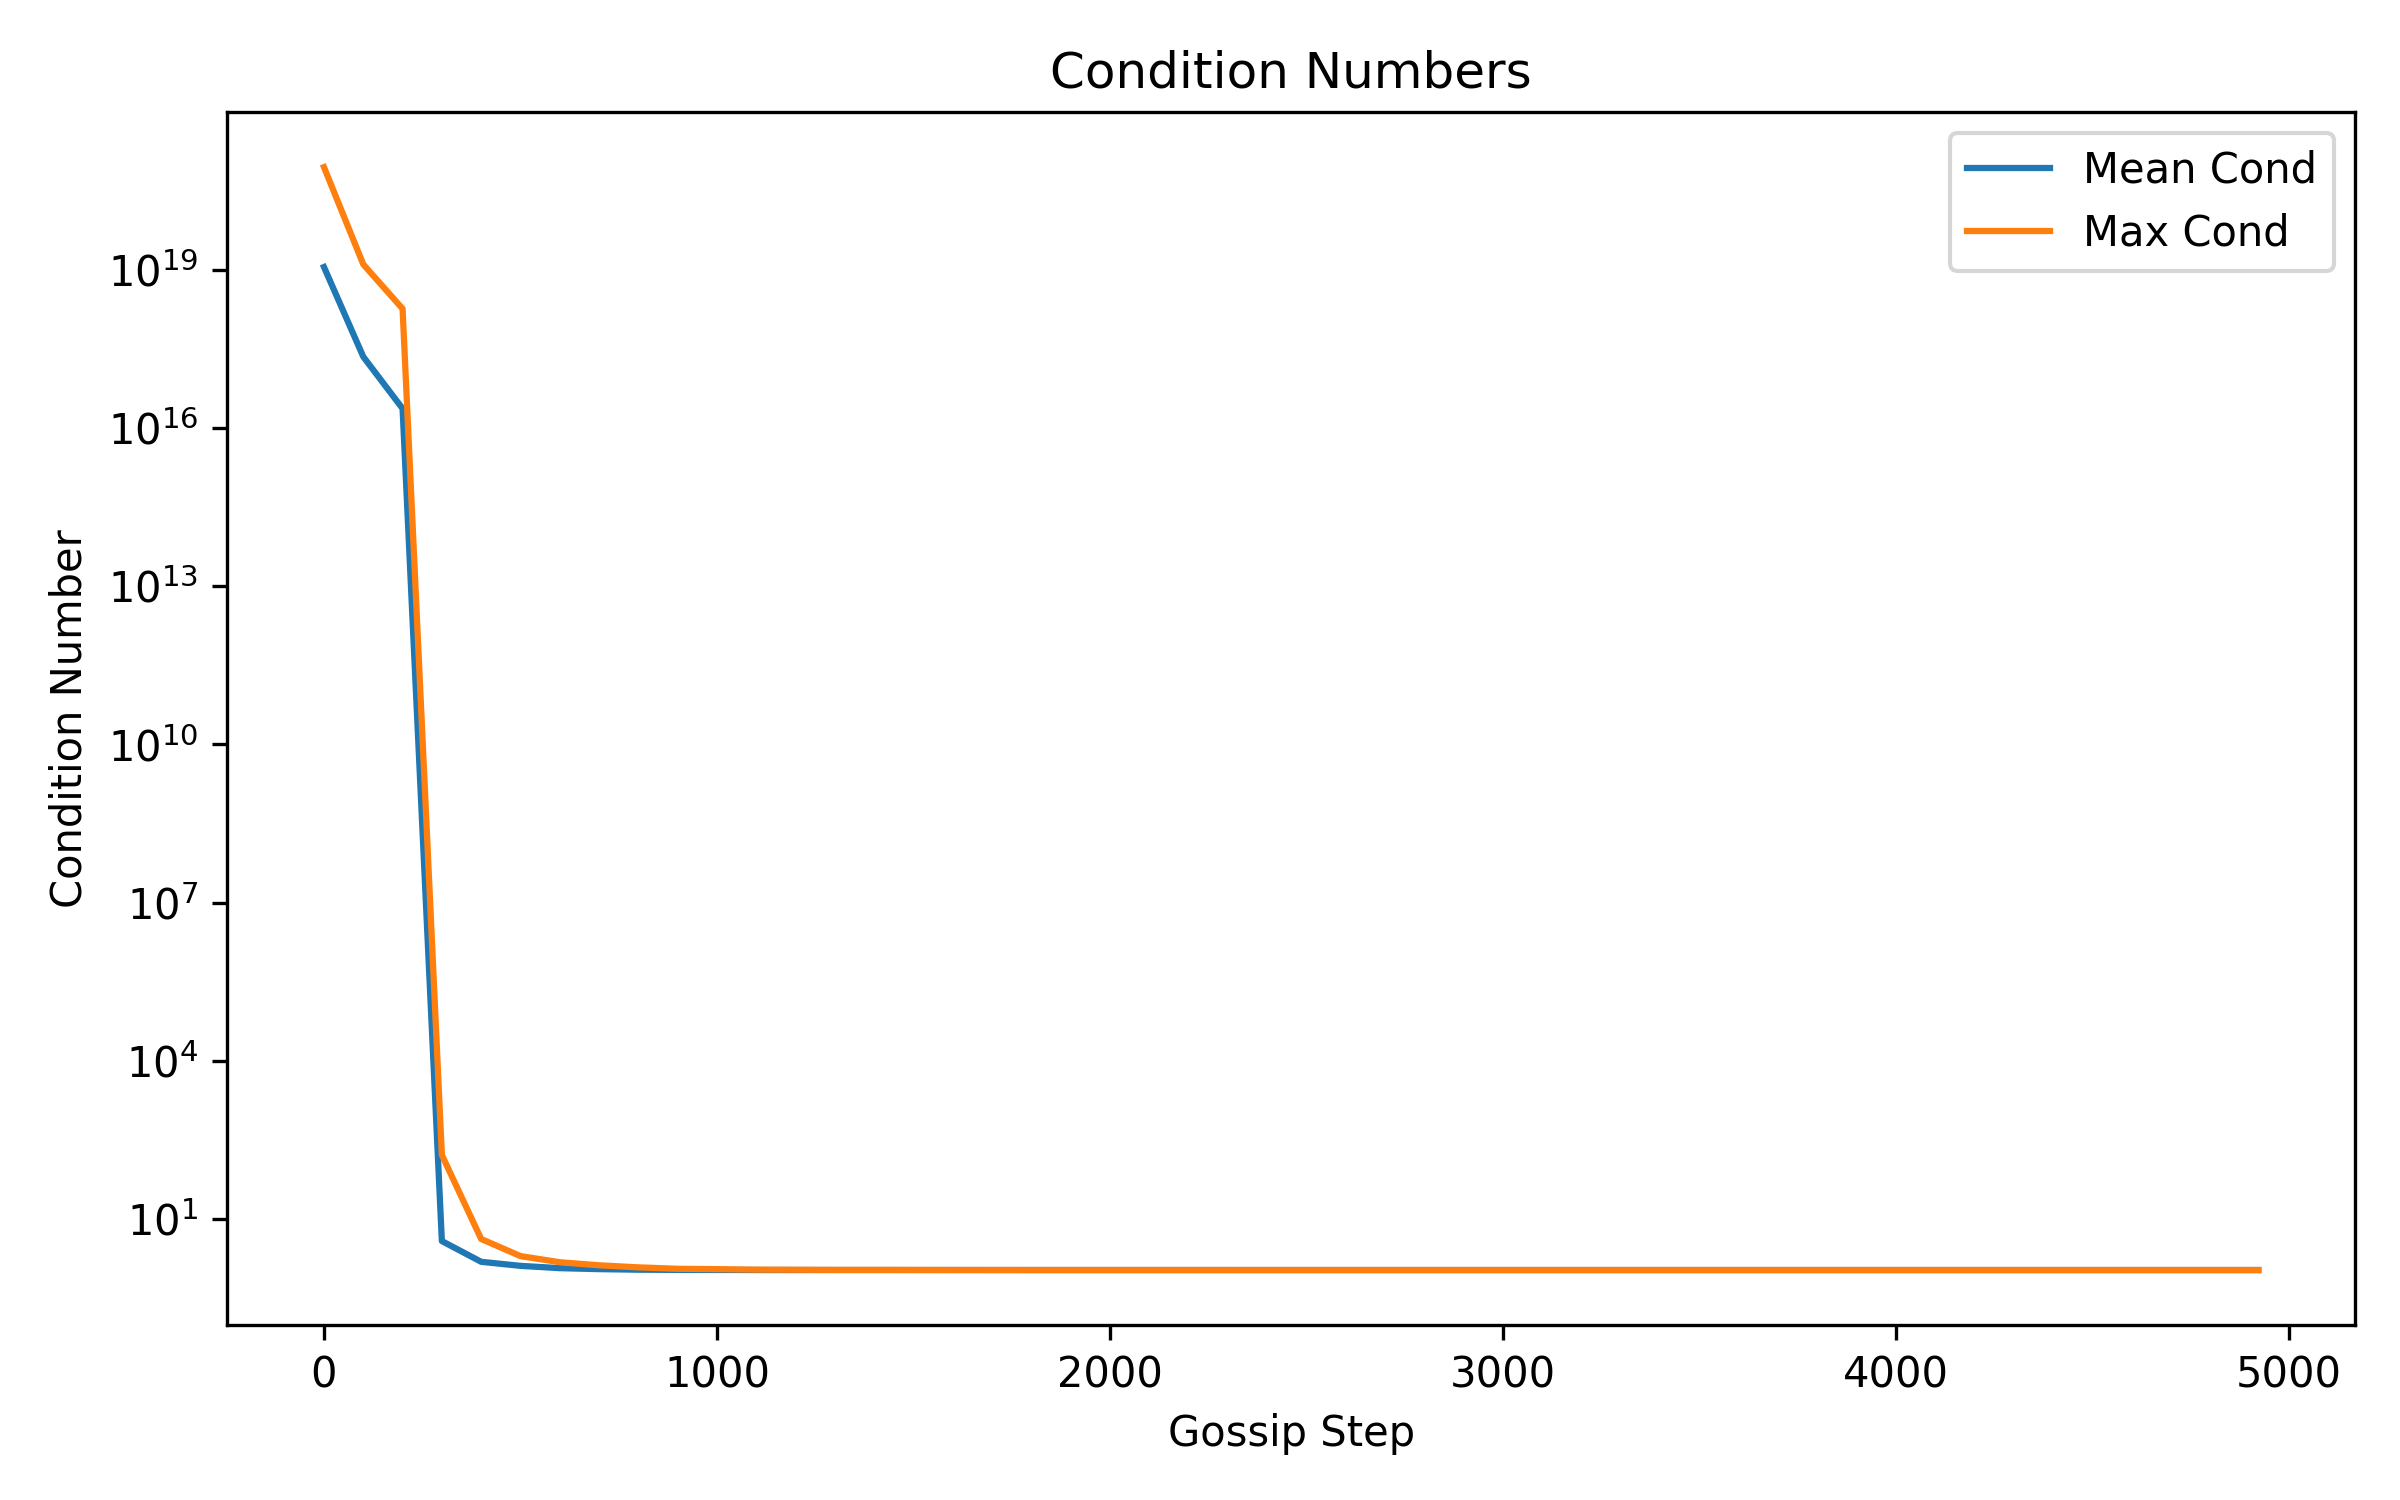 Condition Numbers
Mean Cond
Max Cond
Condition Number
10^19
10^16
10^13
10^10
10^7
10^4
10^1
0 1000 2000 3000 4000 5000
Gossip Step